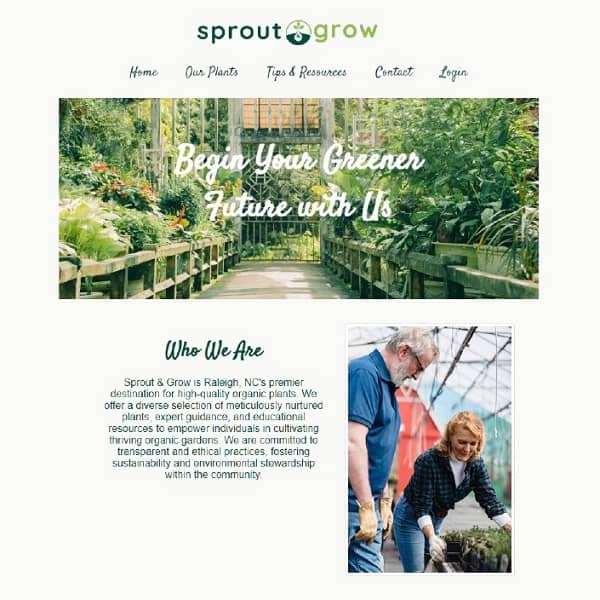 sprout grow
Home Our Plants Tips & Resources Contact Login
Begin Your Greener
Future with Us
Who We Are
Sprout & Grow is Raleigh, NC's premier
destination for high-quality organic plants. We
offer a diverse selection of meticulously nurtured
plants, expert guidance, and educational
resources to empower individuals in cultivating
thriving organic gardens. We are committed to
transparent and ethical practices, fostering
sustainability and environmental stewardship
within the community.